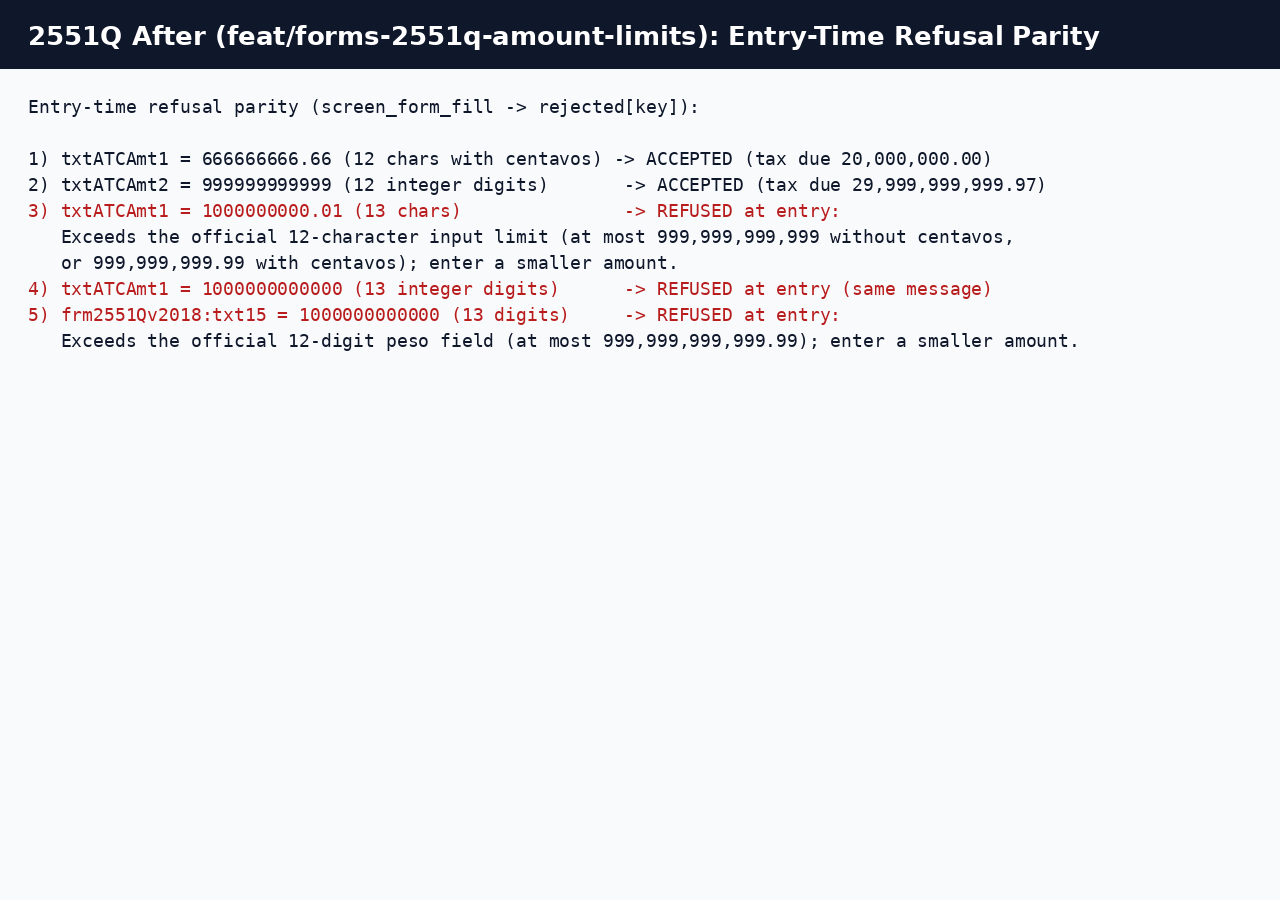 2551Q After (feat/forms-2551q-amount-limits): Entry-Time Refusal Parity
Entry-time refusal parity (screen_form_fill -> rejected[key]):
1) txtATCAmt1 = 666666666.66 (12 chars with centavos) -> ACCEPTED (tax due 20,000,000.00)
2) txtATCAmt2 = 999999999999 (12 integer digits)       -> ACCEPTED (tax due 29,999,999,999.97)
3) txtATCAmt1 = 1000000000.01 (13 chars)               -> REFUSED at entry:
   Exceeds the official 12-character input limit (at most 999,999,999,999 without centavos,
   or 999,999,999.99 with centavos); enter a smaller amount.
4) txtATCAmt1 = 1000000000000 (13 integer digits)      -> REFUSED at entry (same message)
5) frm2551Qv2018:txt15 = 1000000000000 (13 digits)     -> REFUSED at entry:
   Exceeds the official 12-digit peso field (at most 999,999,999,999.99); enter a smaller amount.